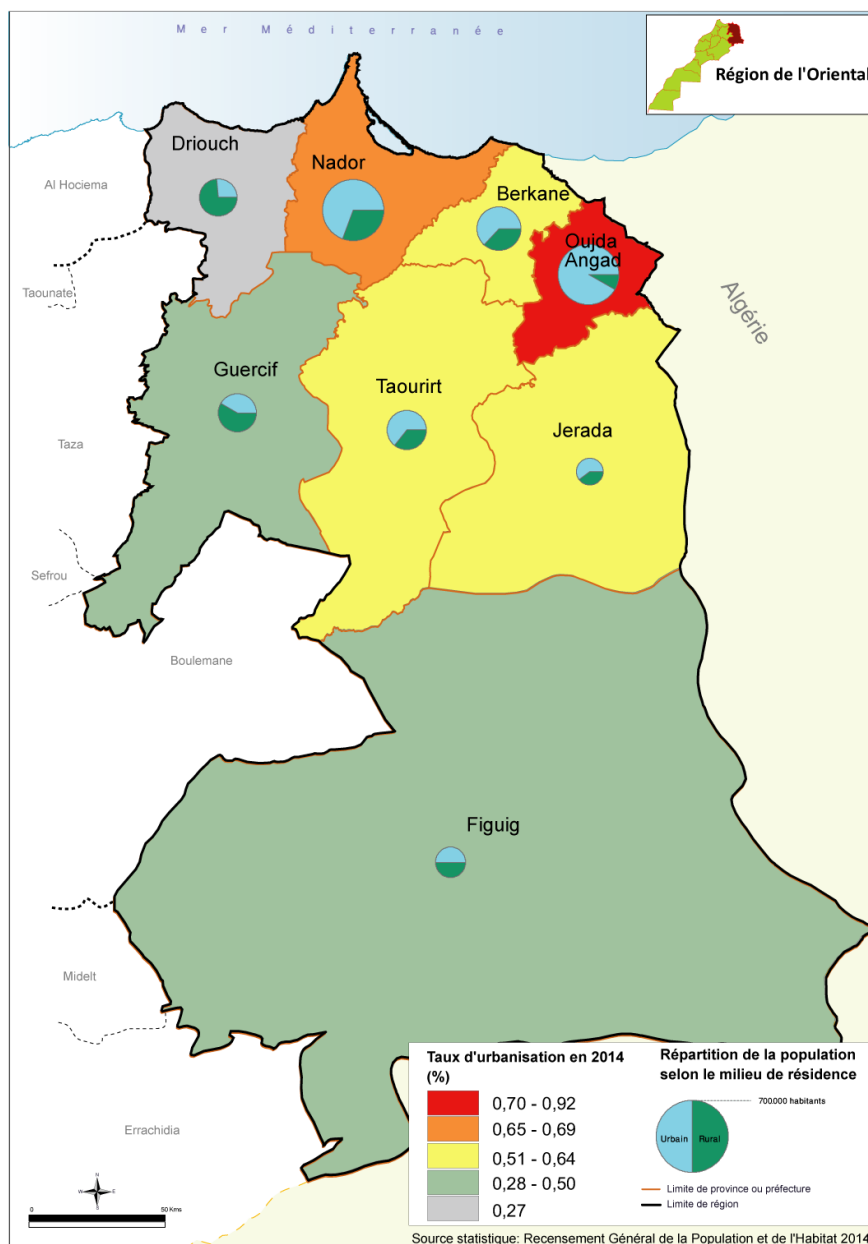 Mer Méditerranée
Région de l'Oriental
Driouch
Nador
Al Hociema
Berkane
Oujda
Angad
Taounate
Algérie
Guercif
Taourirt
Jerada
Taza
Sefrou
Boulemane
Figuig
Midelt
Errachidia
N
W
E
S
0
50 Kms
Taux d'urbanisation en 2014
(%)
0,70 - 0,92
0,65 - 0,69
0,51 - 0,64
0,28 - 0,50
0,27
Répartition de la population
selon le milieu de résidence
700.000 habitants
Urbain
Rural
Limite de province ou préfecture
Limite de région
Source statistique: Recensement Général de la Population et de l'Habitat 2014